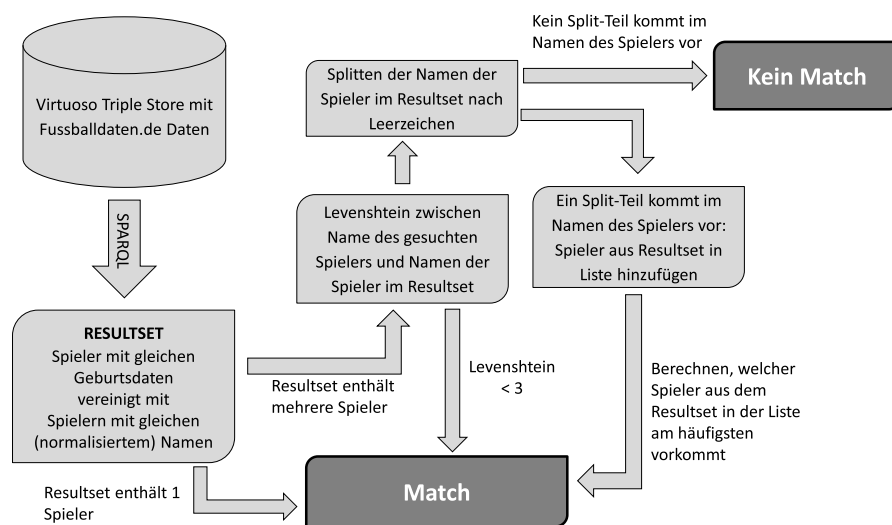 Virtuoso Triple Store mit
Fussballdaten.de Daten
SPARQL
RESULTSET
Spieler mit gleichen
Geburtsdaten
vereinigt mit
Spielern mit gleichen
(normalisiertem) Namen
Resultset enthält 1
Spieler
Resultset enthält
mehrere Spieler
Levenshtein zwischen
Name des gesuchten
Spielers und Namen der
Spieler im Resultset
Levenshtein
< 3
Splitten der Namen der
Spieler im Resultset nach
Leerzeichen
Kein Split-Teil kommt im
Namen des Spielers vor
Kein Match
Ein Split-Teil kommt im
Namen des Spielers vor:
Spieler aus Resultset in
Liste hinzufügen
Berechnen, welcher
Spieler aus dem
Resultset in der Liste
am häufigsten
vorkommt
Match